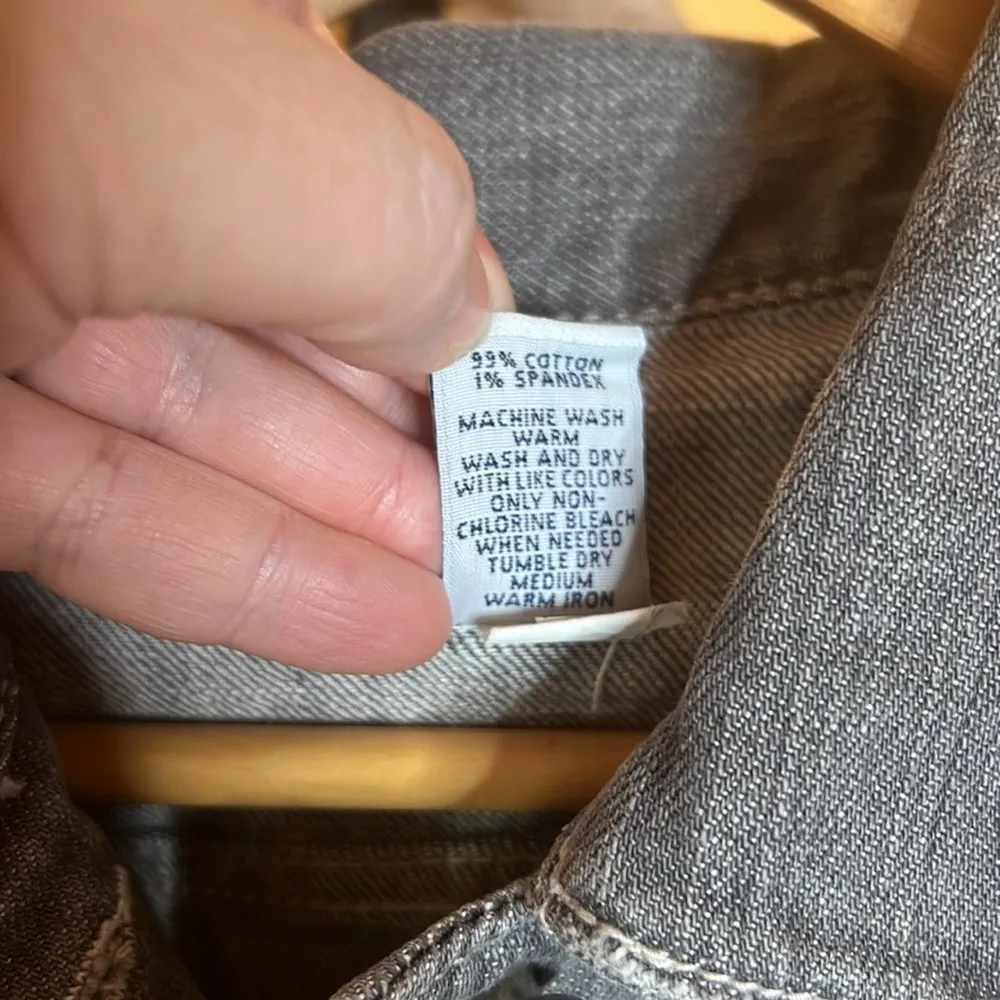 99% COTTON
1% SPANDEX
MACHINE WASH
WARM
WASH AND DRY
WITH LIKE COLORS
ONLY NON-
CHLORINE BLEACH
WHEN NEEDED
TUMBLE DRY
MEDIUM
WARM IRON